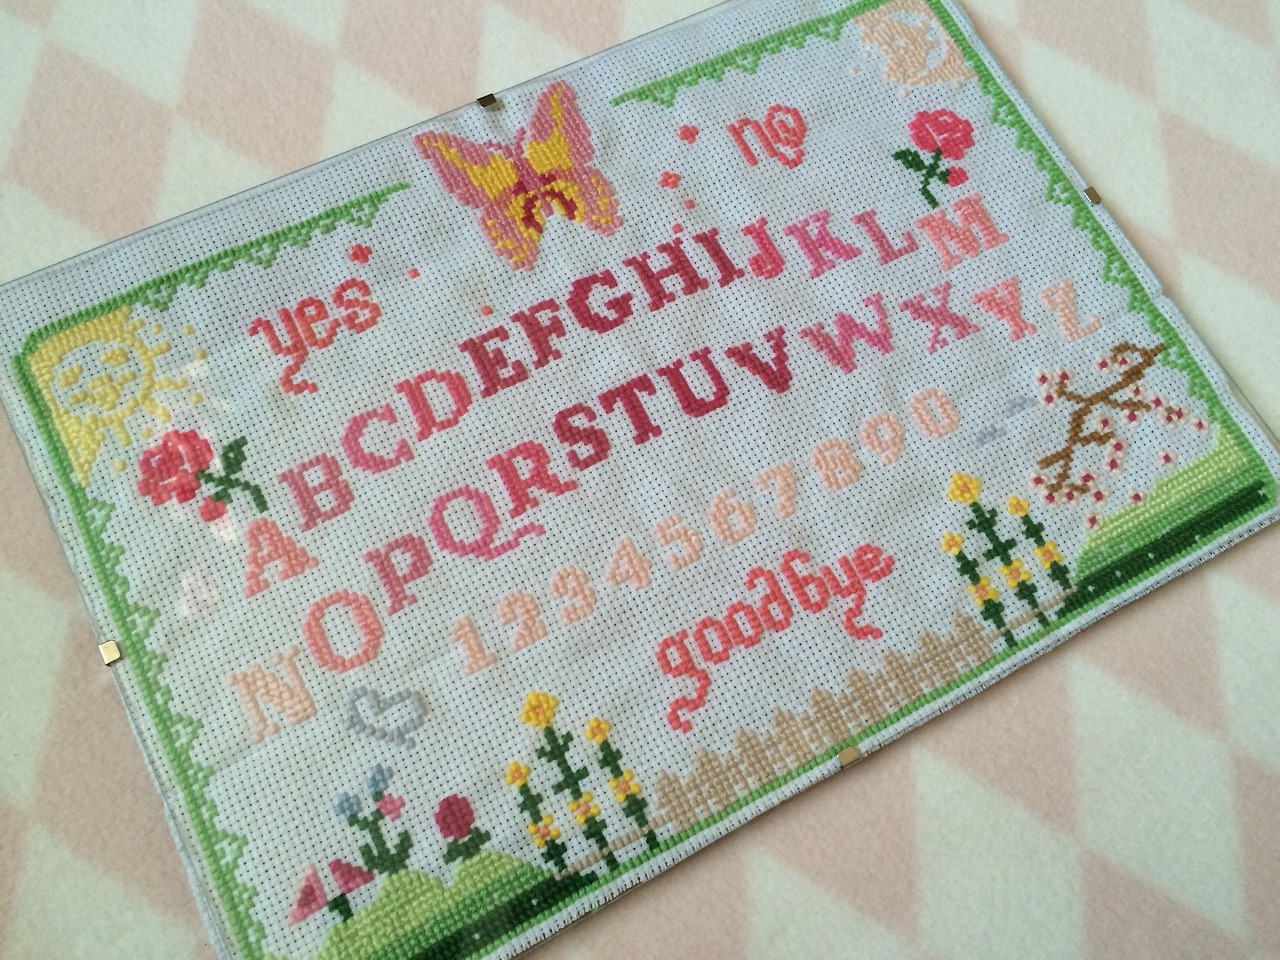 yes no
ABCDEFGHIJKLM
NOPQRSTUVWXYZ
1234567890
goodbye